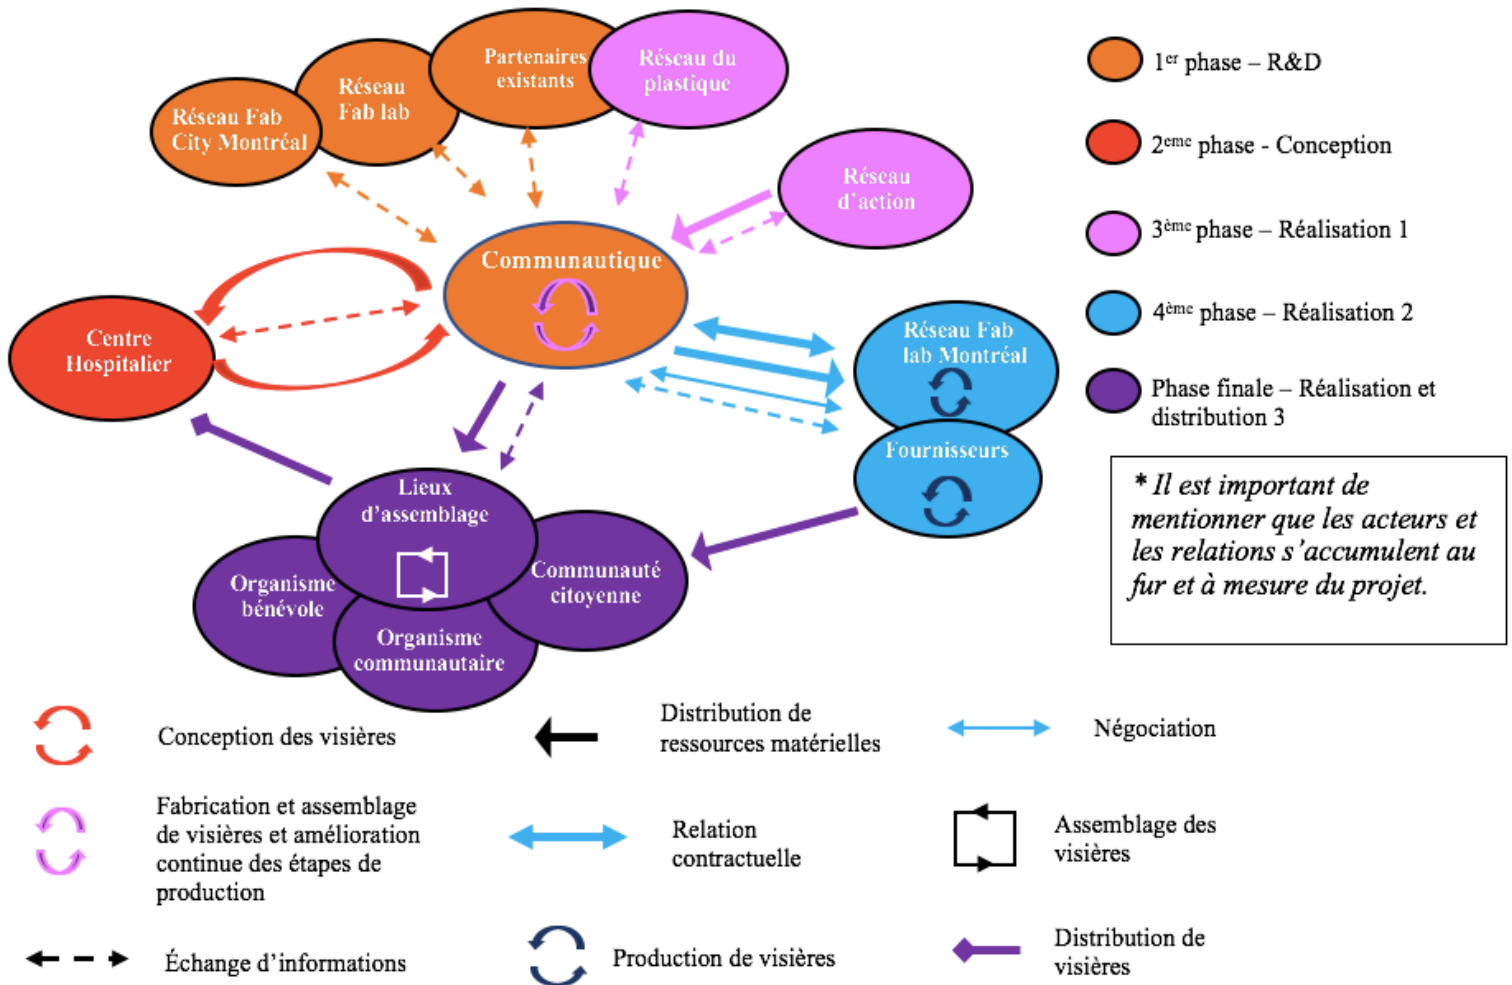 Partenaires
existants
Réseau du
plastique
Réseau
Fab lab
Réseau Fab
City Montréal
Réseau
d'action
Communautique
Centre
Hospitalier
Réseau Fab
lab Montréal
Fournisseurs
Lieux
d'assemblage
Organisme
bénévole
Communauté
citoyenne
Organisme
communautaire
1er phase – R&D
2eme phase - Conception
3ème phase – Réalisation 1
4ème phase – Réalisation 2
Phase finale – Réalisation et
distribution 3
* Il est important de
mentionner que les acteurs et
les relations s'accumulent au
fur et à mesure du projet.
Conception des visières
Distribution de
ressources matérielles
Négociation
Fabrication et assemblage
de visières et amélioration
continue des étapes de
production
Relation
contractuelle
Assemblage des
visières
Échange d'informations
Production de visières
Distribution de
visières